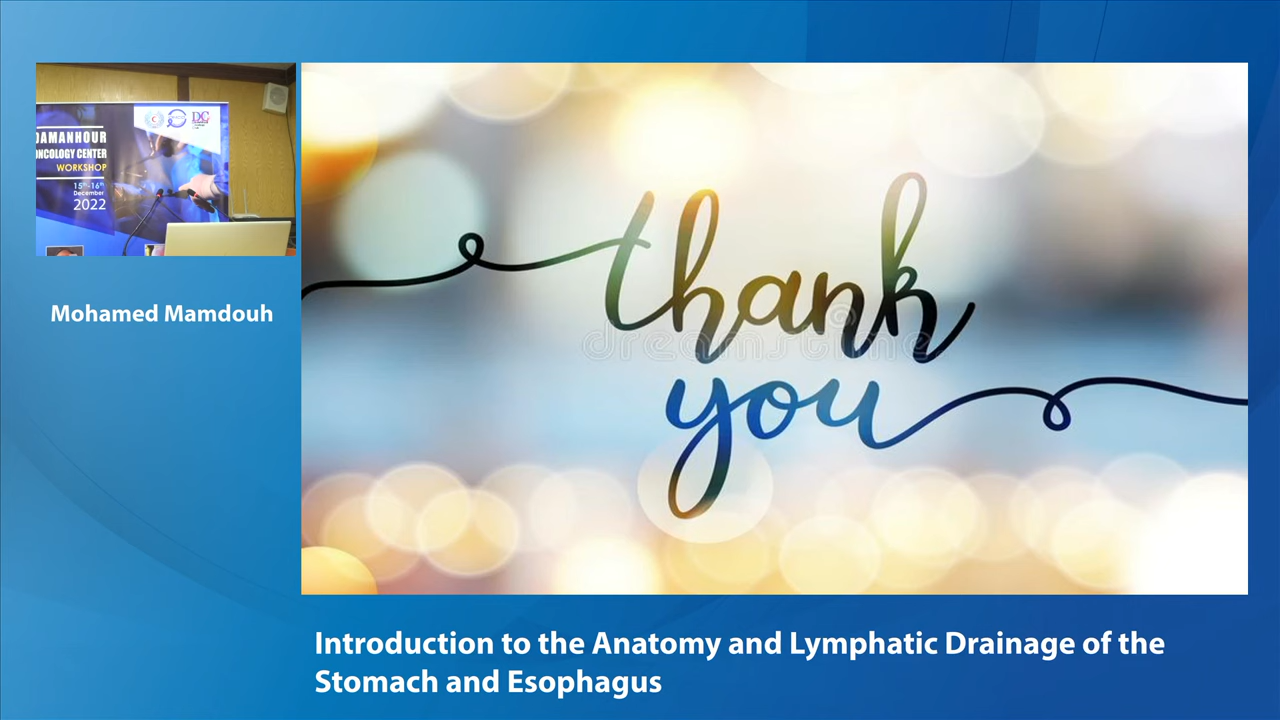 DAMANHOUR
ONCOLOGY CENTER
WORKSHOP
15th-16th
December
2022
Mohamed Mamdouh
thank
dreamstime
you
Introduction to the Anatomy and Lymphatic Drainage of the
Stomach and Esophagus